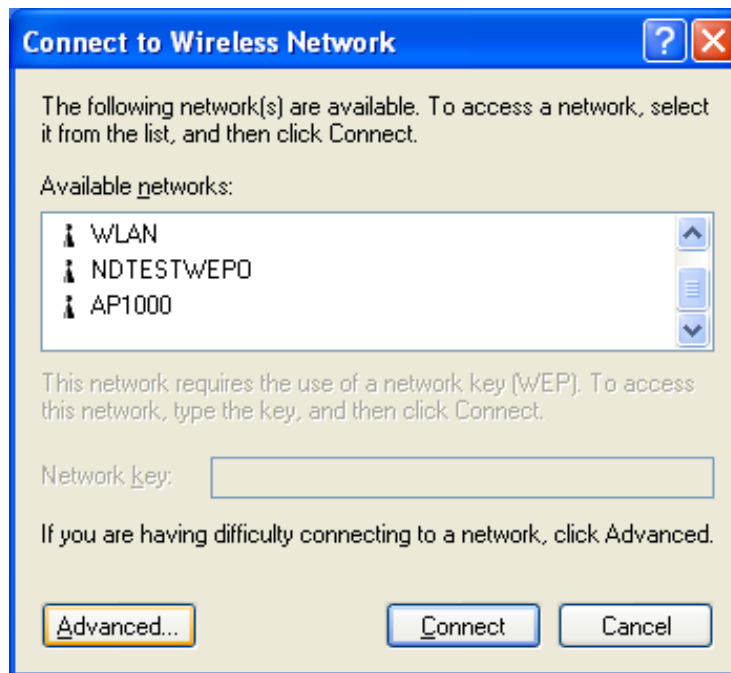 Connect to Wireless Network
The following network(s) are available. To access a network, select
it from the list, and then click Connect.
Available networks:
WLAN
NDTESTWEP0
AP1000
This network requires the use of a network key (WEP). To access
this network, type the key, and then click Connect.
Network key:
If you are having difficulty connecting to a network, click Advanced.
Advanced... Connect Cancel